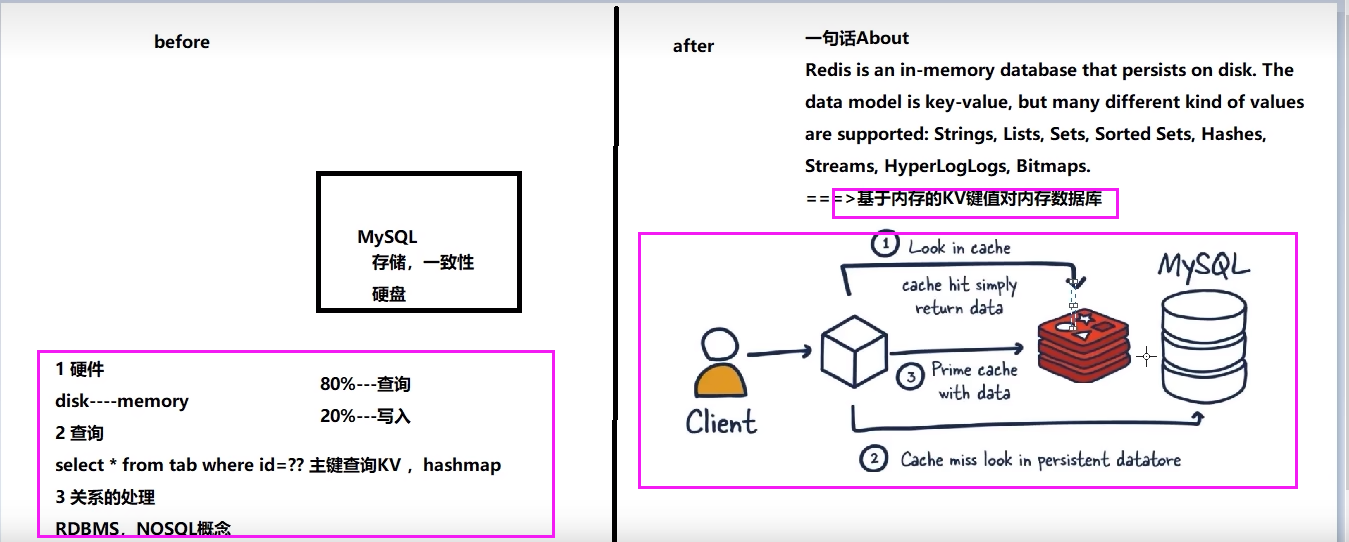 before
MySQL
存储，一致性
硬盘
1 硬件
disk----memory
80%---查询
20%---写入
2 查询
select * from tab where id=?? 主键查询KV ，hashmap
3 关系的处理
RDBMS，NOSQL概念
after
一句话About
Redis is an in-memory database that persists on disk. The
data model is key-value, but many different kind of values
are supported: Strings, Lists, Sets, Sorted Sets, Hashes,
Streams, HyperLogLogs, Bitmaps.
===>基于内存的KV键值对内存数据库
1 Look in cache
cache hit simply
return data
MySQL
Client
3 Prime cache
with data
2 Cache miss look in persistent datatore